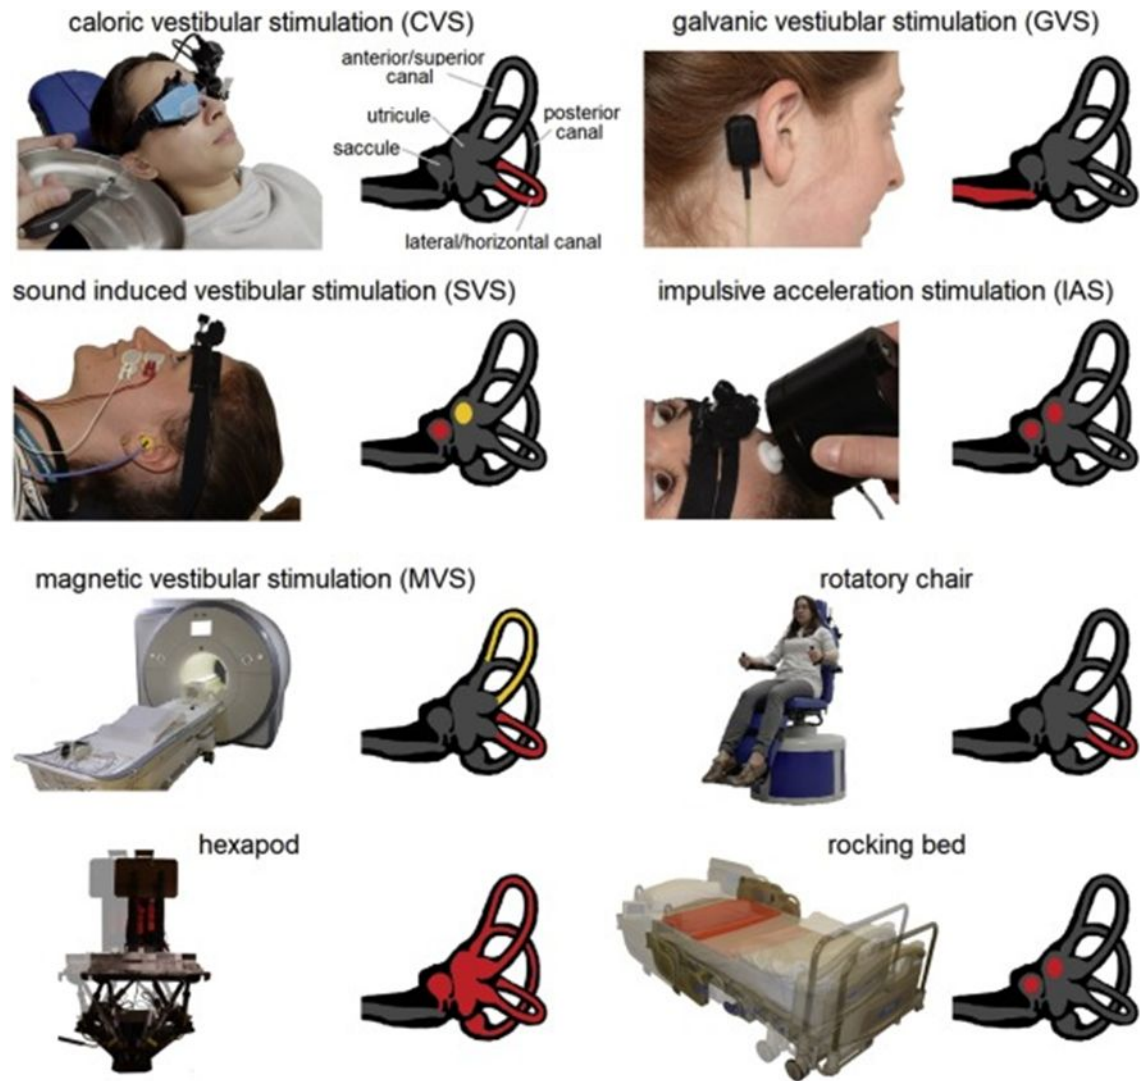 caloric vestibular stimulation (CVS)
galvanic vestiublar stimulation (GVS)
anterior/superior
canal
utricule
posterior
canal
saccule
lateral/horizontal canal
sound induced vestibular stimulation (SVS)
impulsive acceleration stimulation (IAS)
magnetic vestibular stimulation (MVS)
rotatory chair
hexapod
rocking bed